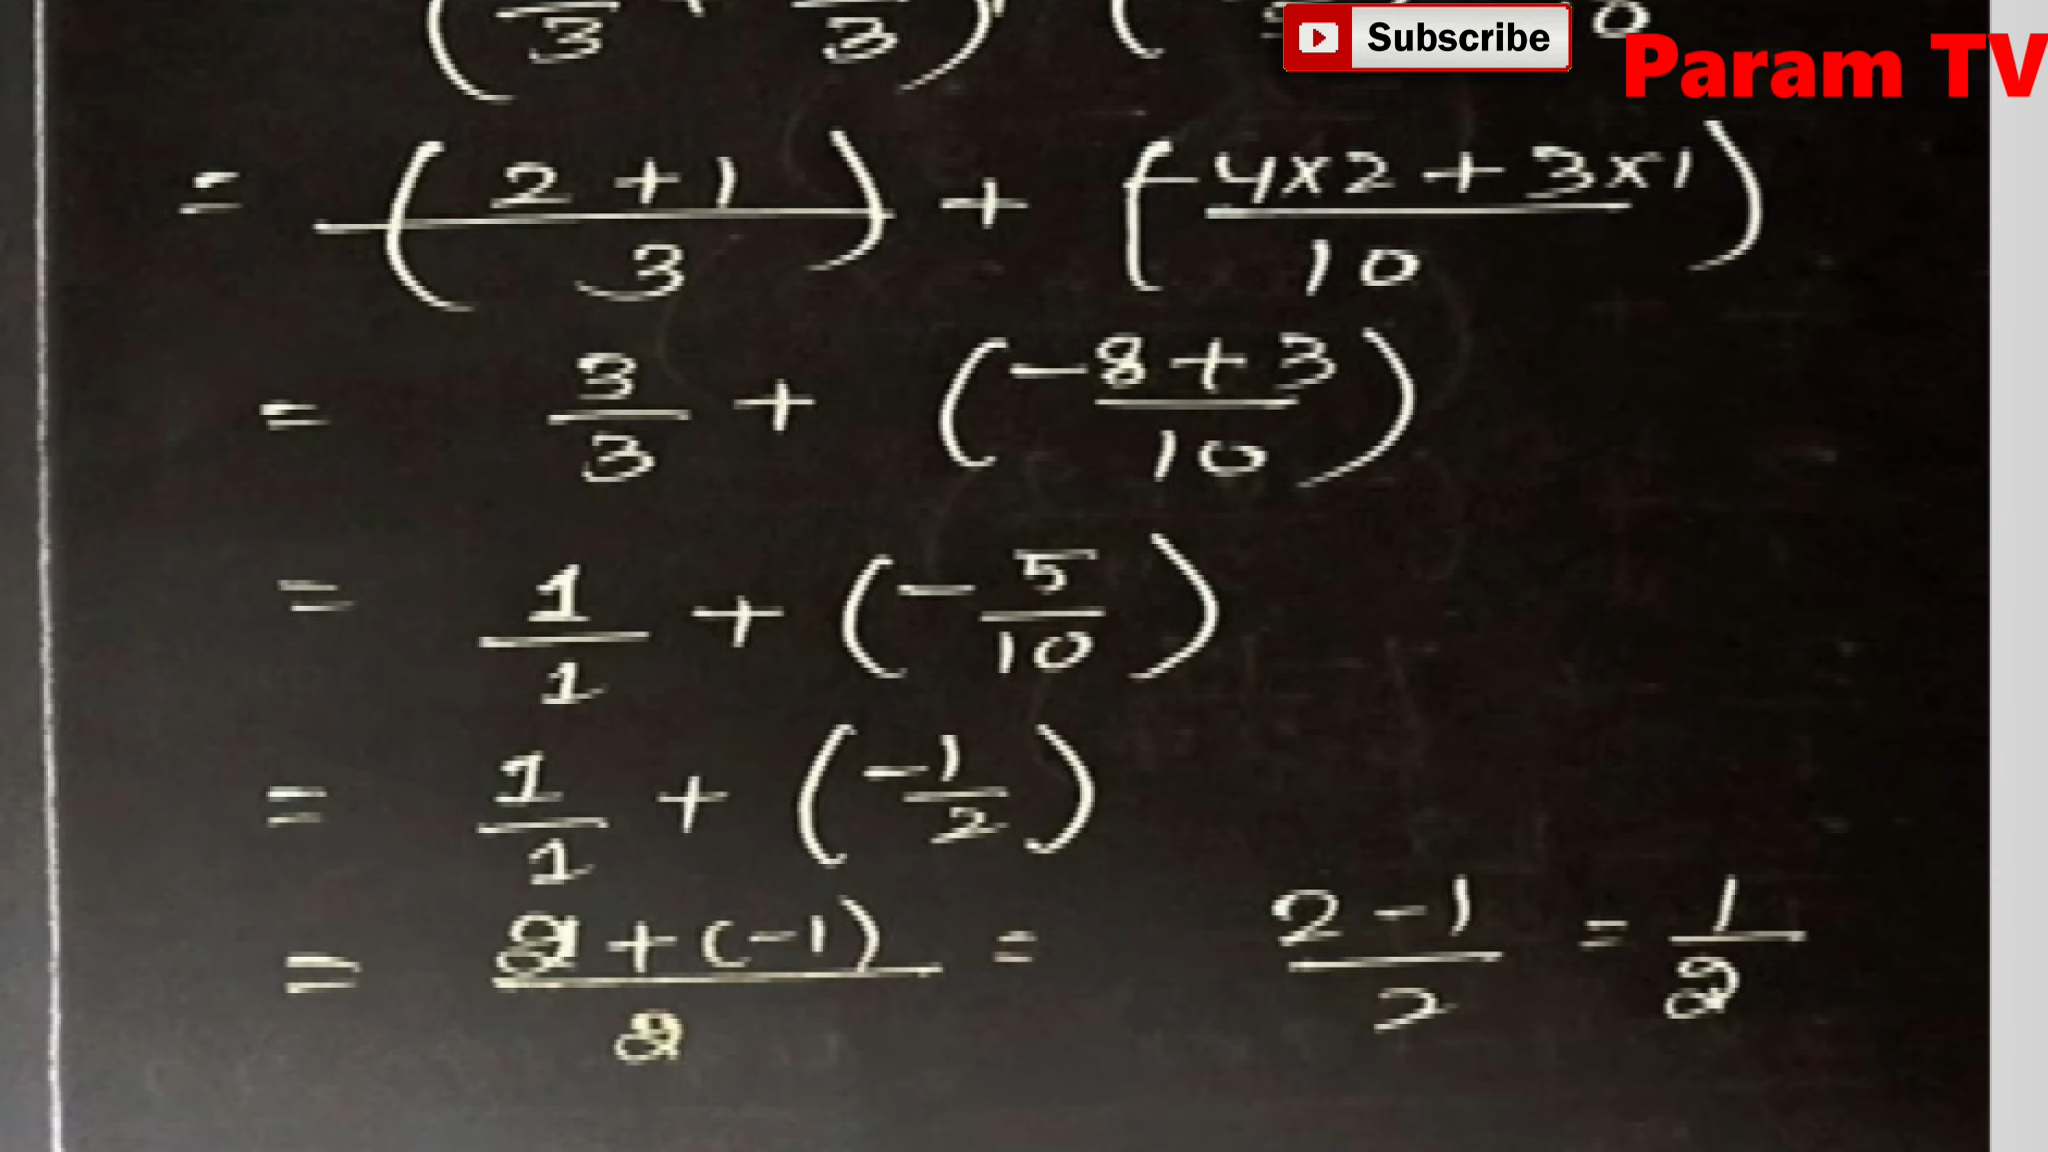 Subscribe
Param TV
= (2 + 1 / 3) + (-4×2 + 3×1 / 10)
= 3/3 + (-8 + 3 / 10)
= 1/1 + (-5/10)
= 1/1 + (-1/2)
= 2 + (-1) / 2 = 2 - 1 / 2 = 1/2